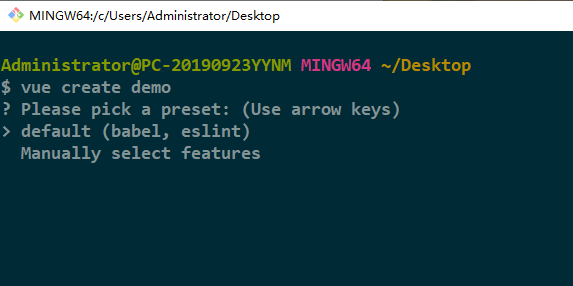 MINGW64:/c/Users/Administrator/Desktop
Administrator@PC-20190923YYNM MINGW64 ~/Desktop
$ vue create demo
? Please pick a preset: (Use arrow keys)
> default (babel, eslint)
Manually select features